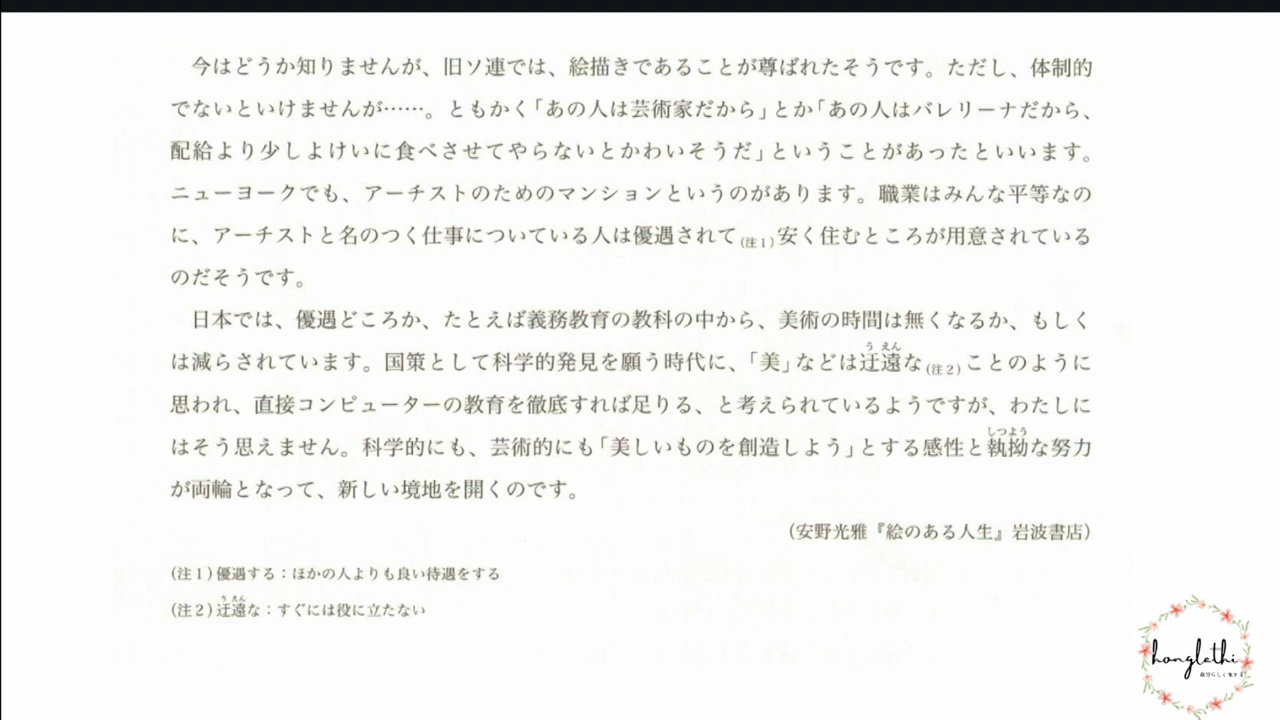 今はどうか知りませんが、旧ソ連では、絵描きであることが尊ばれたそうです。ただし、体制的
でないといけませんが……。ともかく「あの人は芸術家だから」とか「あの人はバレリーナだから、
配給より少しよけいに食べさせてやらないとかわいそうだ」ということがあったといいます。
ニューヨークでも、アーチストのためのマンションというのがあります。職業はみんな平等なの
に、アーチストと名のつく仕事についている人は優遇されて(注1)安く住むところが用意されている
のだそうです。
日本では、優遇どころか、たとえば義務教育の教科の中から、美術の時間は無くなるか、もしく
うえん
は減らされています。国策として科学的発見を願う時代に、「美」などは迂遠な(注2)ことのように
思われ、直接コンピューターの教育を徹底すれば足りる、と考えられているようですが、わたしに
しつよう
はそう思えません。科学的にも、芸術的にも「美しいものを創造しよう」とする感性と執拗な努力
が両輪となって、新しい境地を開くのです。
(安野光雅『絵のある人生』岩波書店)
(注1)優遇する:ほかの人よりも良い待遇をする
うえん
(注2)迂遠な:すぐには役に立たない
honglethi
自分らしく生きる